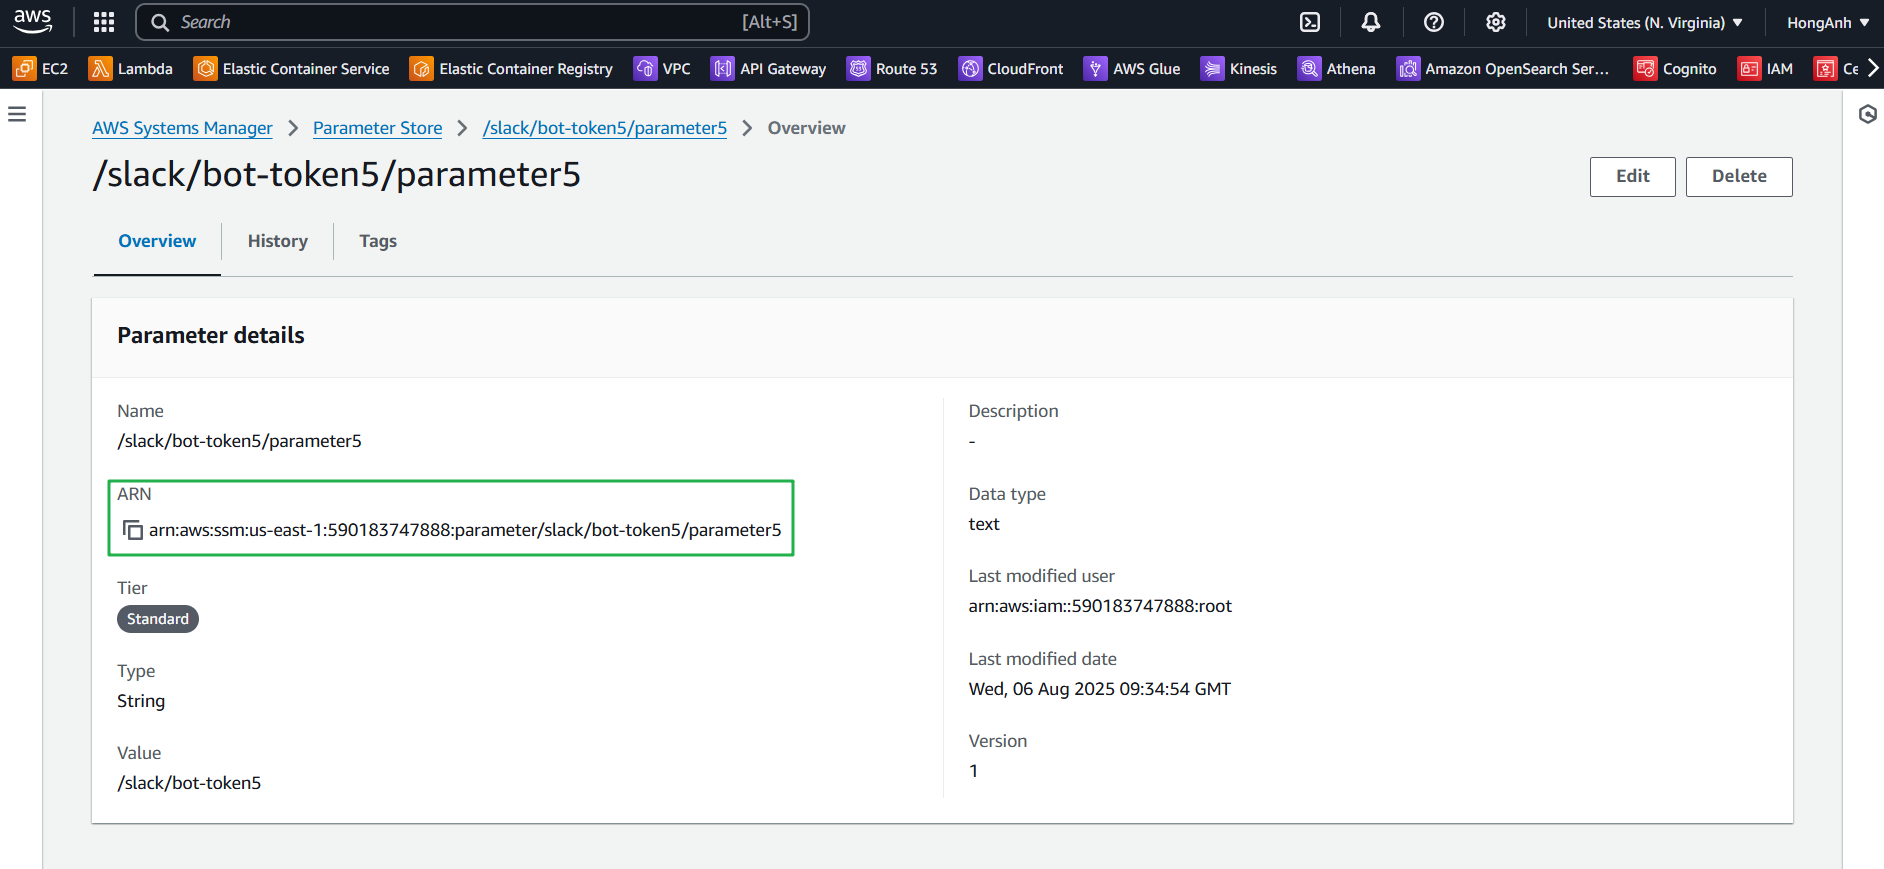 aws
Search [Alt+S]
United States (N. Virginia)
HongAnh
EC2 Lambda Elastic Container Service Elastic Container Registry VPC API Gateway Route 53 CloudFront AWS Glue Kinesis Athena Amazon OpenSearch Ser... Cognito IAM Ce
AWS Systems Manager Parameter Store /slack/bot-token5/parameter5 Overview
/slack/bot-token5/parameter5
Edit Delete
Overview History Tags
Parameter details
Name
/slack/bot-token5/parameter5
ARN
arn:aws:ssm:us-east-1:590183747888:parameter/slack/bot-token5/parameter5
Tier
Standard
Type
String
Value
/slack/bot-token5
Description
-
Data type
text
Last modified user
arn:aws:iam::590183747888:root
Last modified date
Wed, 06 Aug 2025 09:34:54 GMT
Version
1